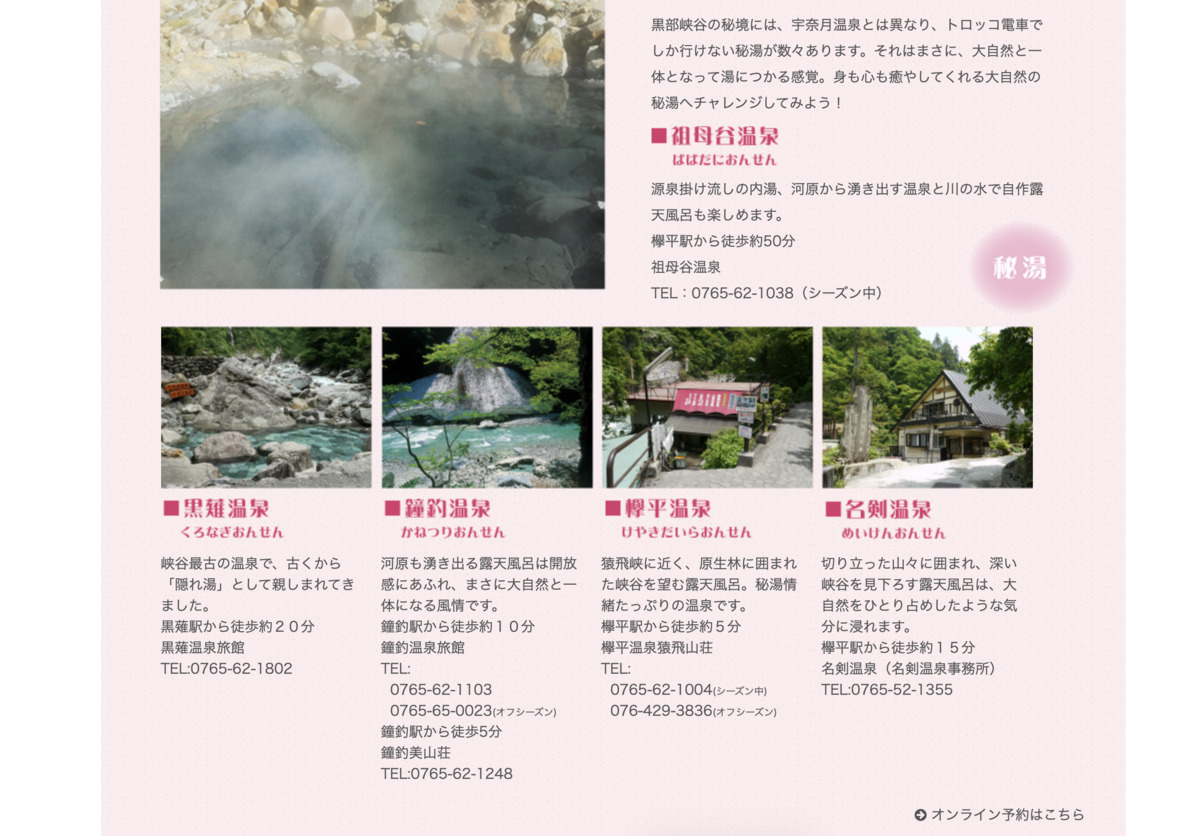 黒部峡谷の秘境には、宇奈月温泉とは異なり、トロッコ電車で
しか行けない秘湯が数々あります。それはまさに、大自然と一
体となって湯につかる感覚。身も心も癒やしてくれる大自然の
秘湯へチャレンジしてみよう！
■祖母谷温泉
ばばだにおんせん
源泉掛け流しの内湯、河原から湧き出す温泉と川の水で自作露
天風呂も楽しめます。
欅平駅から徒歩約50分
祖母谷温泉
TEL：0765-62-1038（シーズン中）
秘湯
■黒薙温泉
くろなぎおんせん
峡谷最古の温泉で、古くから
「隠れ湯」として親しまれてき
ました。
黒薙駅から徒歩約２０分
黒薙温泉旅館
TEL:0765-62-1802
■鐘釣温泉
かねつりおんせん
河原も湧き出る露天風呂は開放
感にあふれ、まさに大自然と一
体になる風情です。
鐘釣駅から徒歩約１０分
鐘釣温泉旅館
TEL:
0765-62-1103
0765-65-0023(オフシーズン)
鐘釣駅から徒歩5分
鐘釣美山荘
TEL:0765-62-1248
■欅平温泉
けやきだいらおんせん
猿飛峡に近く、原生林に囲まれ
た峡谷を望む露天風呂。秘湯情
緒たっぷりの温泉です。
欅平駅から徒歩約５分
欅平温泉猿飛山荘
TEL:
0765-62-1004(シーズン中)
076-429-3836(オフシーズン)
■名剣温泉
めいけんおんせん
切り立った山々に囲まれ、深い
峡谷を見下ろす露天風呂は、大
自然をひとり占めしたような気
分に浸れます。
欅平駅から徒歩約１５分
名剣温泉（名剣温泉事務所）
TEL:0765-52-1355
オンライン予約はこちら